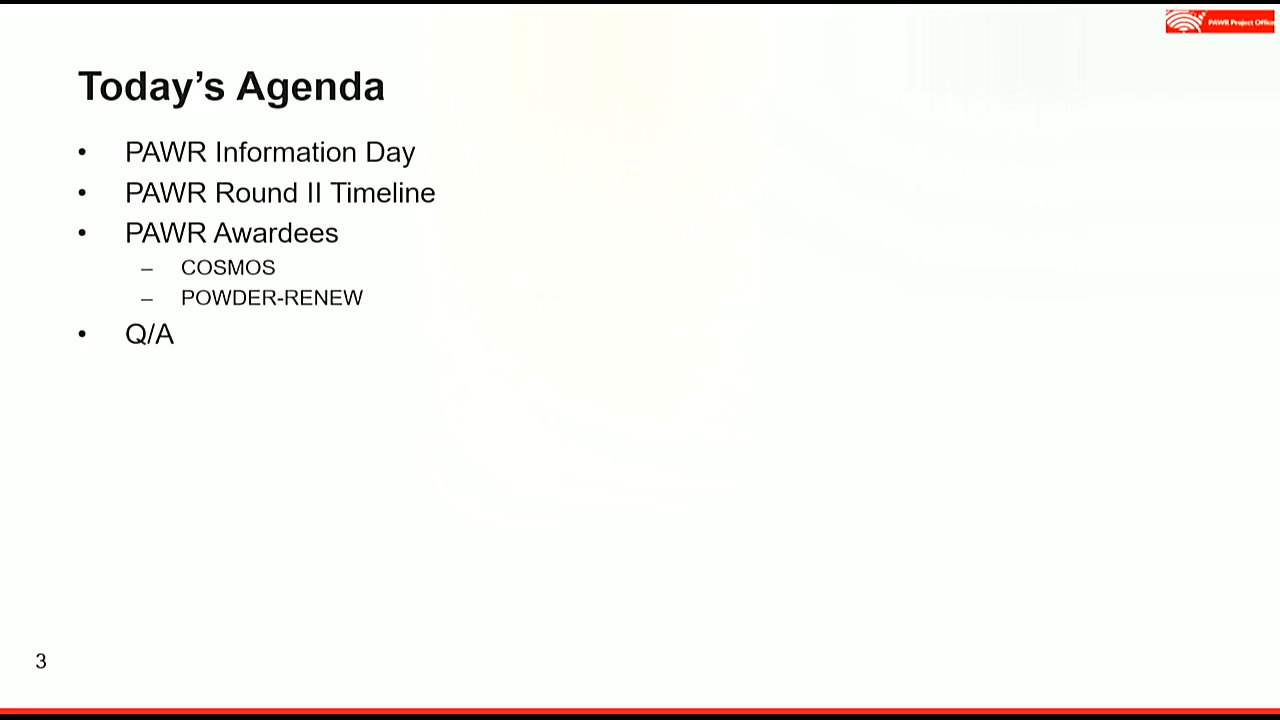 PAWR Project Office
Today’s Agenda
• PAWR Information Day
• PAWR Round II Timeline
• PAWR Awardees
– COSMOS
– POWDER-RENEW
• Q/A
3